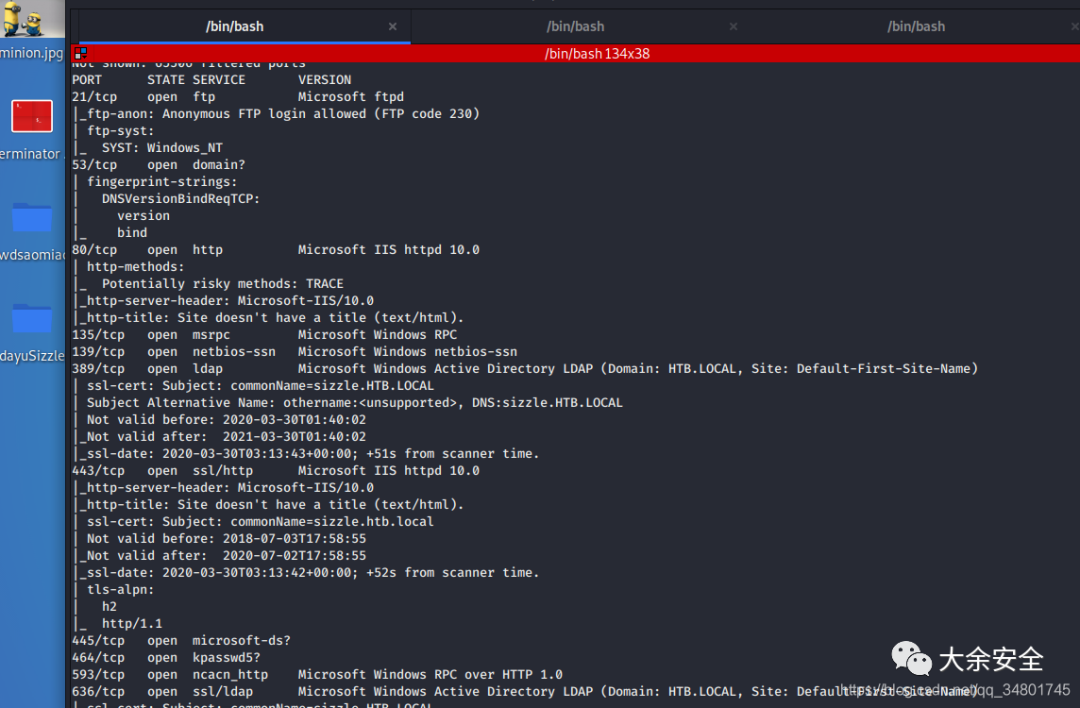 /bin/bash × /bin/bash × /bin/bash ×
/bin/bash 134x38
minion.jpg
erminator
wdsaomiao
dayuSizzle
Not shown: 65506 filtered ports
PORT STATE SERVICE VERSION
21/tcp open ftp Microsoft ftpd
|_ftp-anon: Anonymous FTP login allowed (FTP code 230)
| ftp-syst:
|_ SYST: Windows_NT
53/tcp open domain?
| fingerprint-strings:
| DNSVersionBindReqTCP:
| version
|_ bind
80/tcp open http Microsoft IIS httpd 10.0
| http-methods:
|_ Potentially risky methods: TRACE
|_http-server-header: Microsoft-IIS/10.0
|_http-title: Site doesn't have a title (text/html).
135/tcp open msrpc Microsoft Windows RPC
139/tcp open netbios-ssn Microsoft Windows netbios-ssn
389/tcp open ldap Microsoft Windows Active Directory LDAP (Domain: HTB.LOCAL, Site: Default-First-Site-Name)
| ssl-cert: Subject: commonName=sizzle.HTB.LOCAL
| Subject Alternative Name: othername:<unsupported>, DNS:sizzle.HTB.LOCAL
| Not valid before: 2020-03-30T01:40:02
|_Not valid after: 2021-03-30T01:40:02
|_ssl-date: 2020-03-30T03:13:43+00:00; +51s from scanner time.
443/tcp open ssl/http Microsoft IIS httpd 10.0
|_http-server-header: Microsoft-IIS/10.0
|_http-title: Site doesn't have a title (text/html).
| ssl-cert: Subject: commonName=sizzle.htb.local
| Not valid before: 2018-07-03T17:58:55
|_Not valid after: 2020-07-02T17:58:55
|_ssl-date: 2020-03-30T03:13:42+00:00; +52s from scanner time.
| tls-alpn:
| h2
|_ http/1.1
445/tcp open microsoft-ds?
464/tcp open kpasswd5?
593/tcp open ncacn_http Microsoft Windows RPC over HTTP 1.0
636/tcp open ssl/ldap Microsoft Windows Active Directory LDAP (Domain: HTB.LOCAL, Site: Default-First-Site-Name)
| ssl-cert: Subject: commonName=sizzle.HTB.LOCAL
大余安全
https://blog.csdn.net/qq_34801745